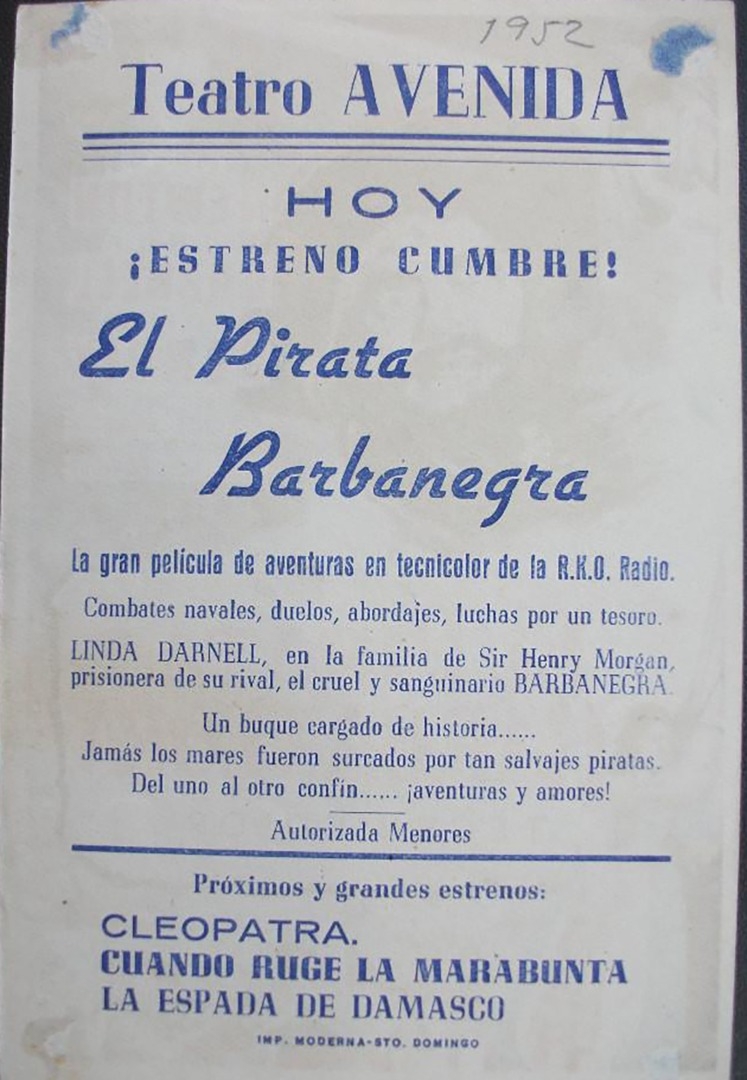 1952
Teatro AVENIDA
HOY
¡ESTRENO CUMBRE!
El Pirata
Barbanegra
La gran película de aventuras en tecnicolor de la R.K.O. Radio.
Combates navales, duelos, abordajes, luchas por un tesoro.
LINDA DARNELL, en la familia de Sir Henry Morgan,
prisionera de su rival, el cruel y sanguinario BARBANEGRA.
Un buque cargado de historia......
Jamás los mares fueron surcados por tan salvajes piratas.
Del uno al otro confín...... ¡aventuras y amores!
Autorizada Menores
Próximos y grandes estrenos:
CLEOPATRA.
CUANDO RUGE LA MARABUNTA
LA ESPADA DE DAMASCO
IMP. MODERNA-STO. DOMINGO